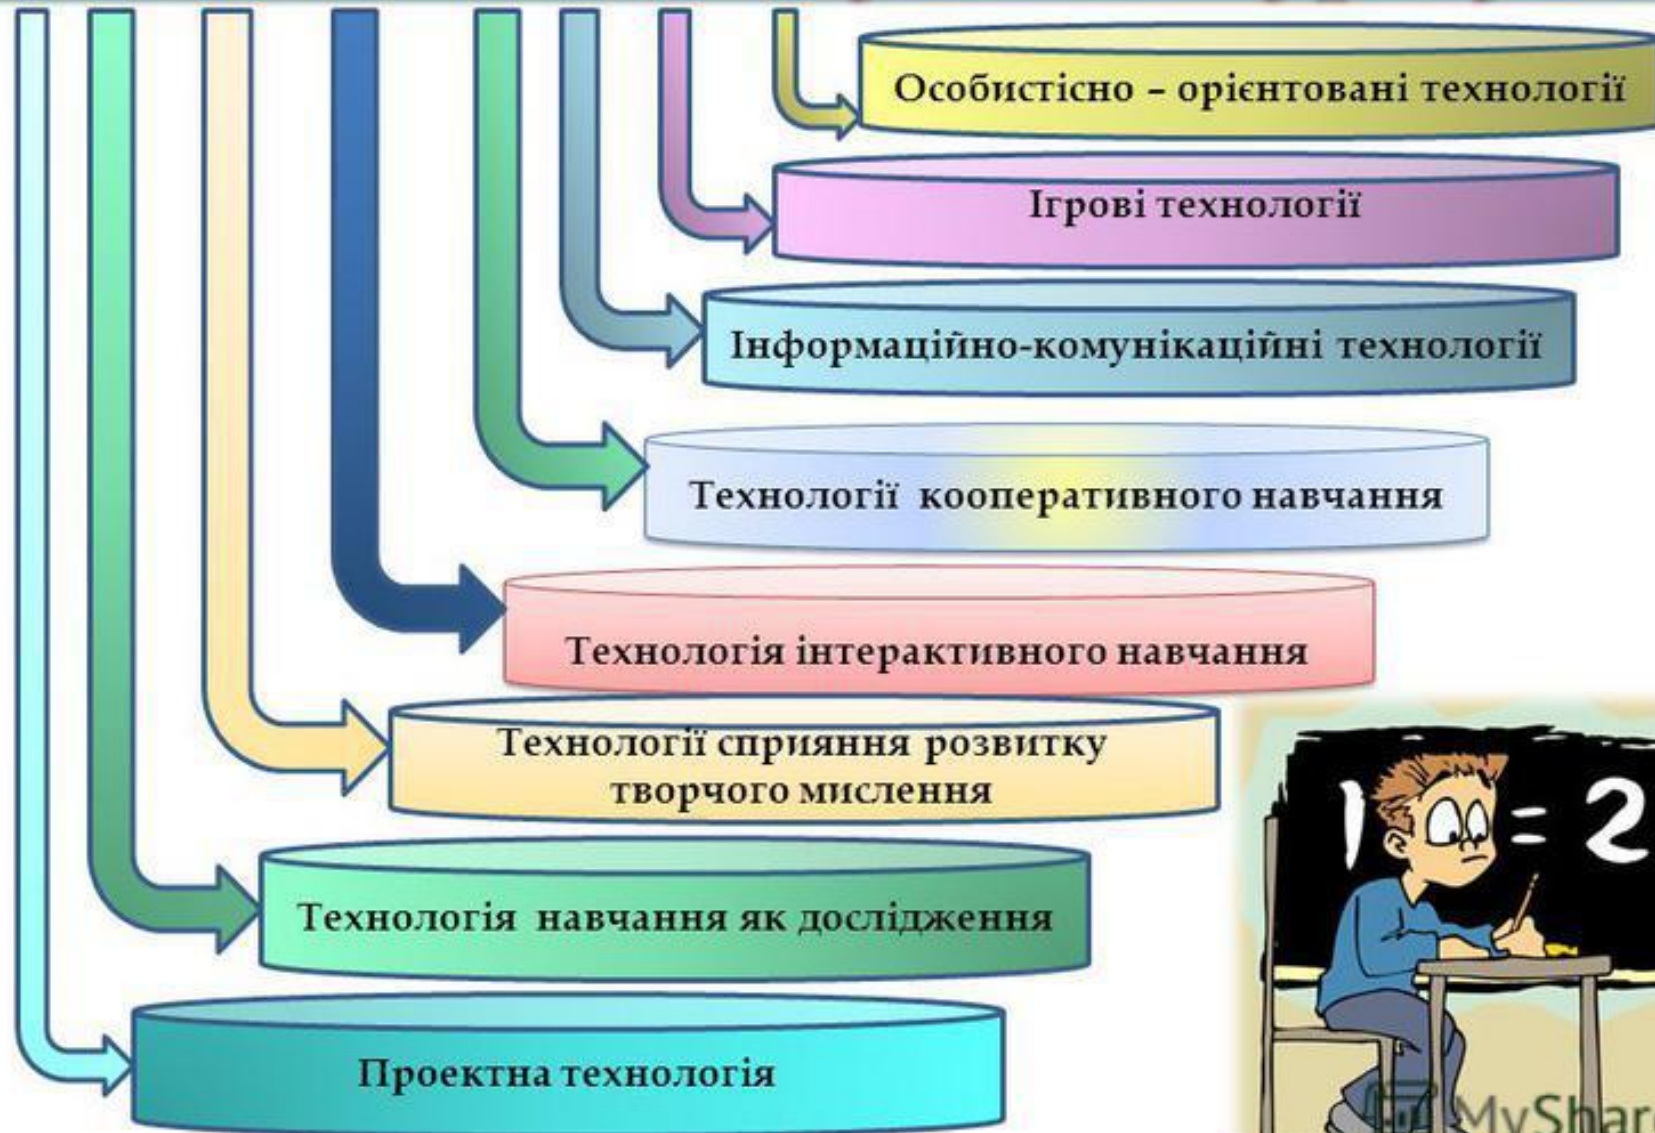 Особистісно – орієнтовані технології
Ігрові технології
Інформаційно-комунікаційні технології
Технології кооперативного навчання
Технологія інтерактивного навчання
Технології сприяння розвитку
творчого мислення
Технологія навчання як дослідження
Проектна технологія
1 = 2
MyShare